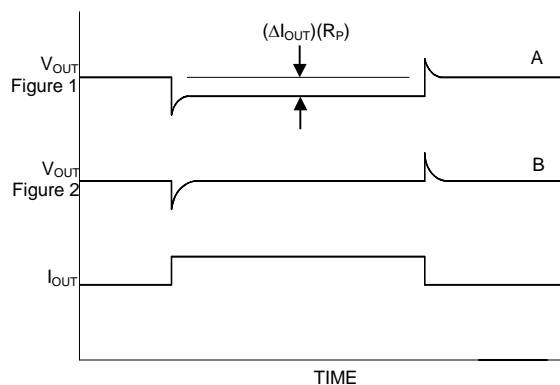 (ΔI_OUT)(R_P)
V_OUT
Figure 1
A
V_OUT
Figure 2
B
I_OUT
TIME